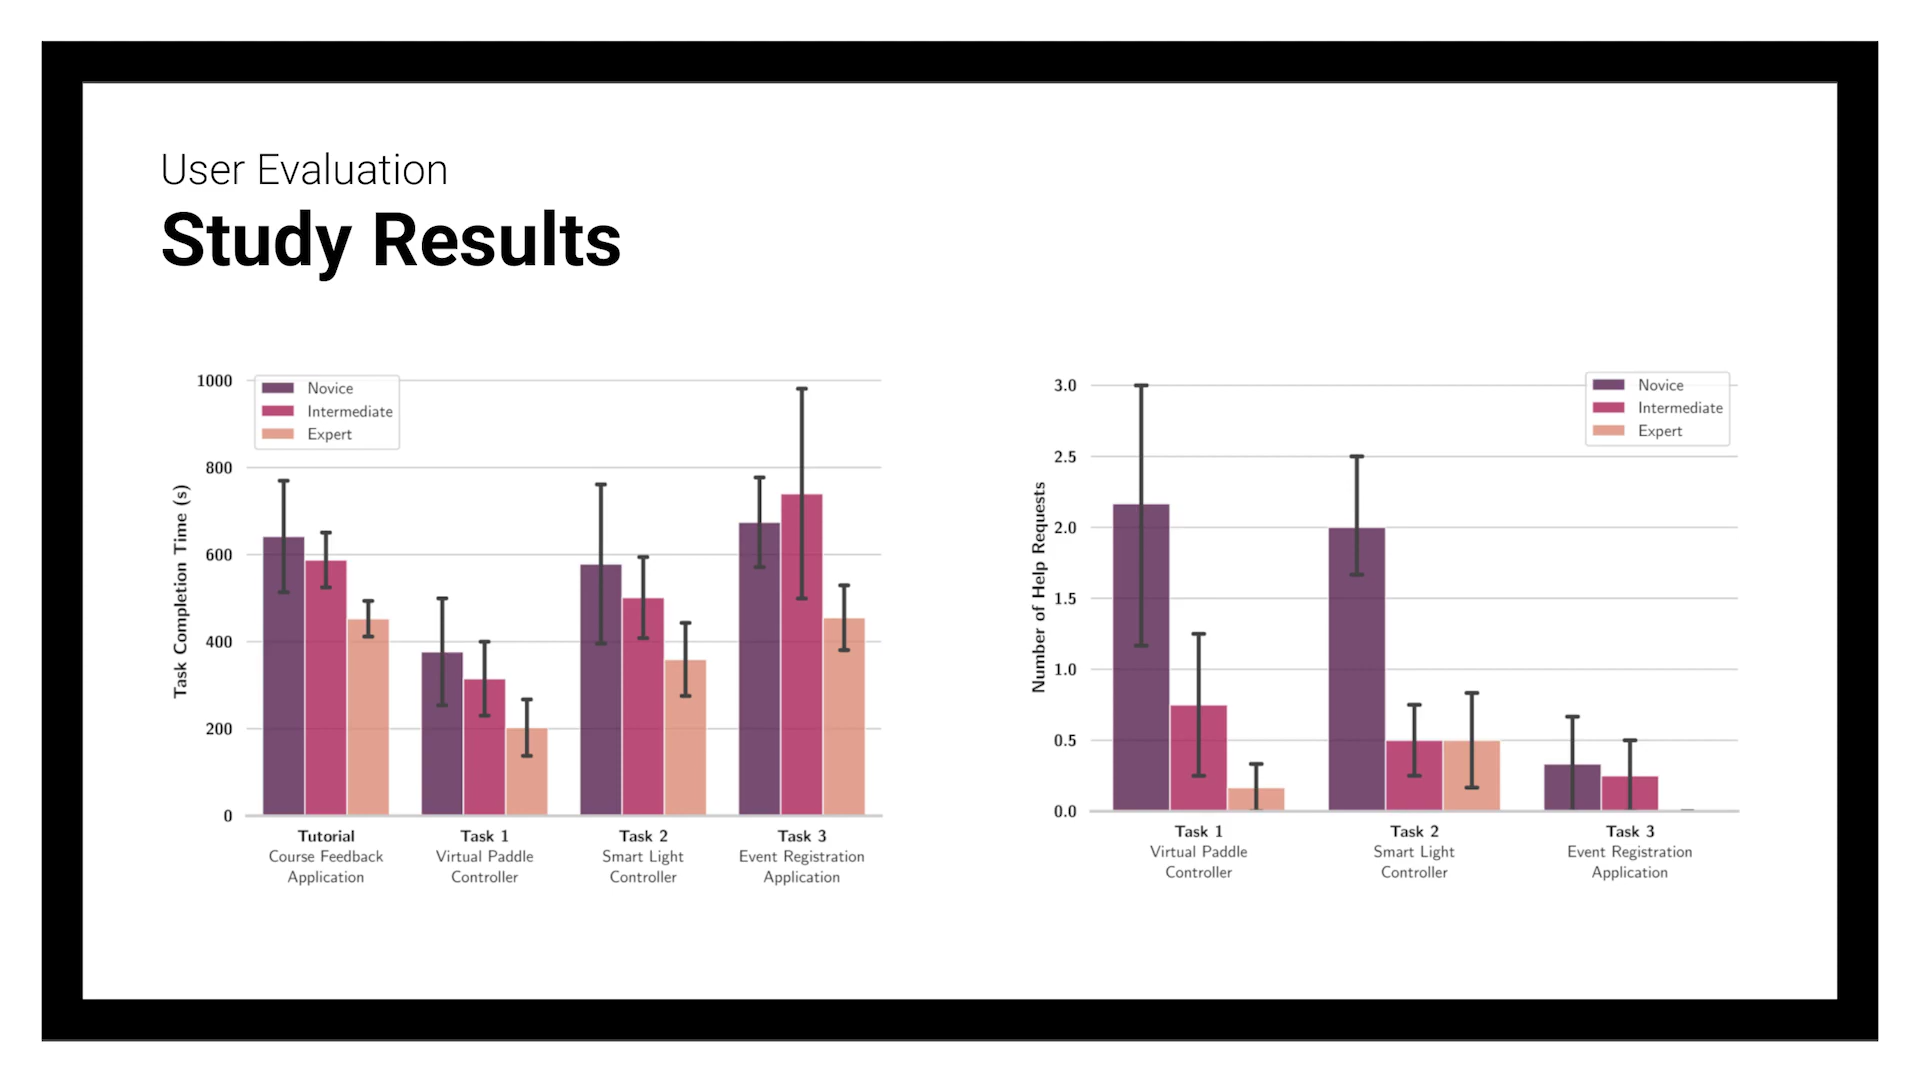 User Evaluation
Study Results
Task Completion Time (s)
1000
800
600
400
200
0
Novice
Intermediate
Expert
Tutorial
Course Feedback
Application
Task 1
Virtual Paddle
Controller
Task 2
Smart Light
Controller
Task 3
Event Registration
Application
Number of Help Requests
3.0
2.5
2.0
1.5
1.0
0.5
0.0
Novice
Intermediate
Expert
Task 1
Virtual Paddle
Controller
Task 2
Smart Light
Controller
Task 3
Event Registration
Application